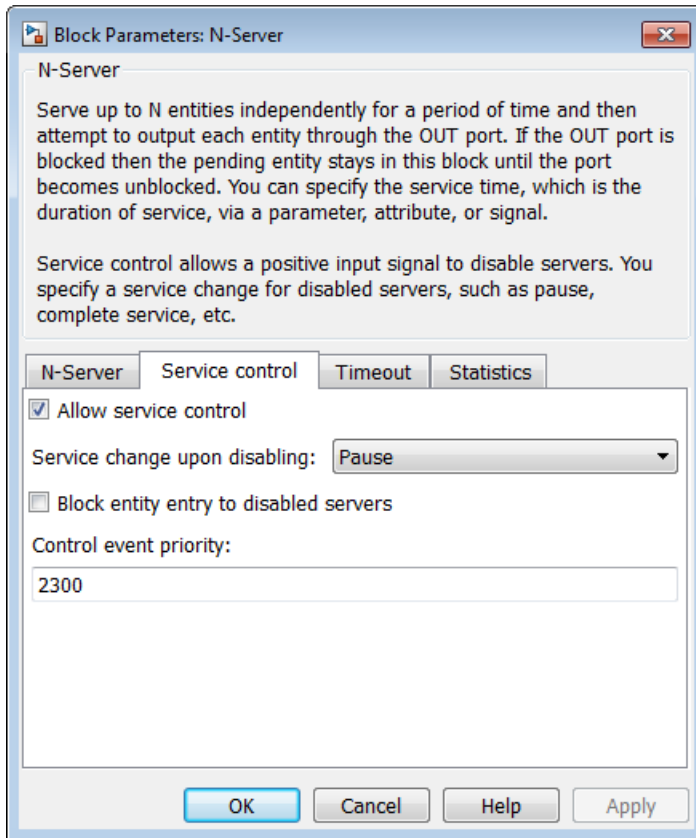 Block Parameters: N-Server
N-Server
Serve up to N entities independently for a period of time and then
attempt to output each entity through the OUT port. If the OUT port is
blocked then the pending entity stays in this block until the port
becomes unblocked. You can specify the service time, which is the
duration of service, via a parameter, attribute, or signal.
Service control allows a positive input signal to disable servers. You
specify a service change for disabled servers, such as pause,
complete service, etc.
N-Server Service control Timeout Statistics
Allow service control
Service change upon disabling: Pause
Block entity entry to disabled servers
Control event priority:
2300
OK Cancel Help Apply